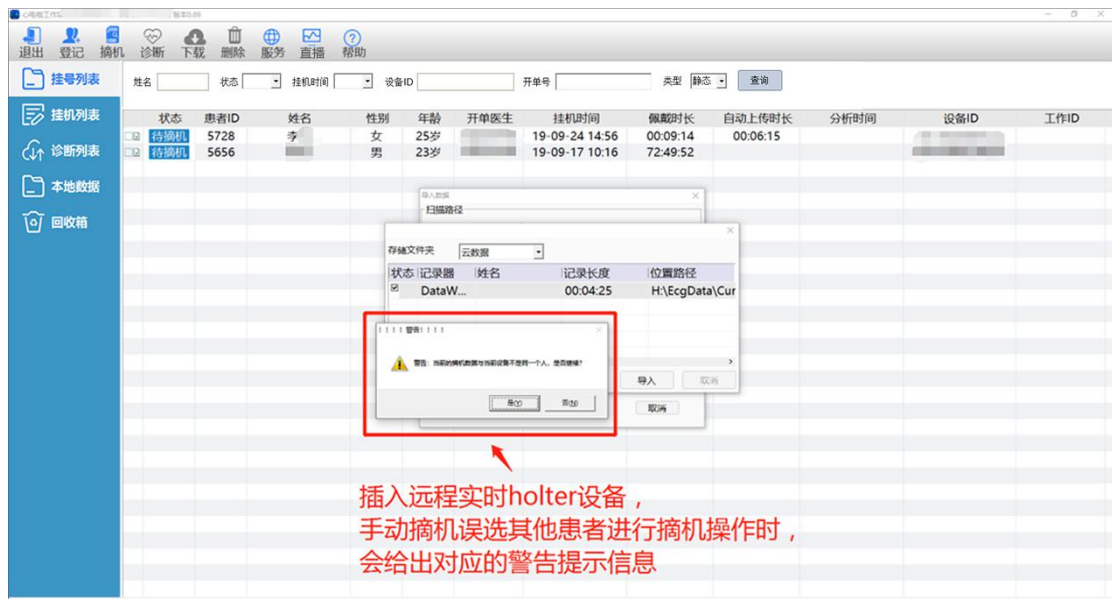 心电图工作站 版本0.89
退出 登记 摘机 诊断 下载 删除 服务 直播 帮助
挂号列表
挂机列表
诊断列表
本地数据
回收箱
姓名 状态 挂机时间 设备ID 开单号 类型 静态 查询
状态 患者ID 姓名 性别 年龄 开单医生 挂机时间 佩戴时长 自动上传时长 分析时间 设备ID 工作ID
待摘机 5728 李 女 25岁 19-09-24 14:56 00:09:14 00:06:15
待摘机 5656 男 23岁 19-09-17 10:16 72:49:52
导入数据
扫描路径
存储文件夹 云数据
状态 记录器 姓名 记录长度 位置路径
DataW... 00:04:25 H:\EcgData\Cur
！！！！警告！！！！
警告：当前的摘机数据与当前设备不是同一个人，是否继续？
是(Y) 否(N)
导入 取消
取消
插入远程实时holter设备，
手动摘机误选其他患者进行摘机操作时，
会给出对应的警告提示信息